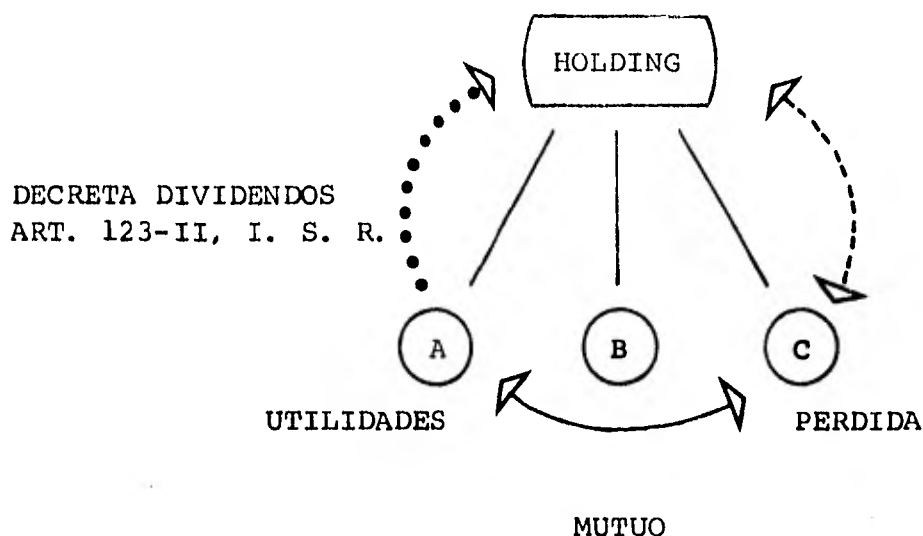 HOLDING
DECRETA DIVIDENDOS
ART. 123-II, I. S. R.
A
B
C
UTILIDADES
PERDIDA
MUTUO